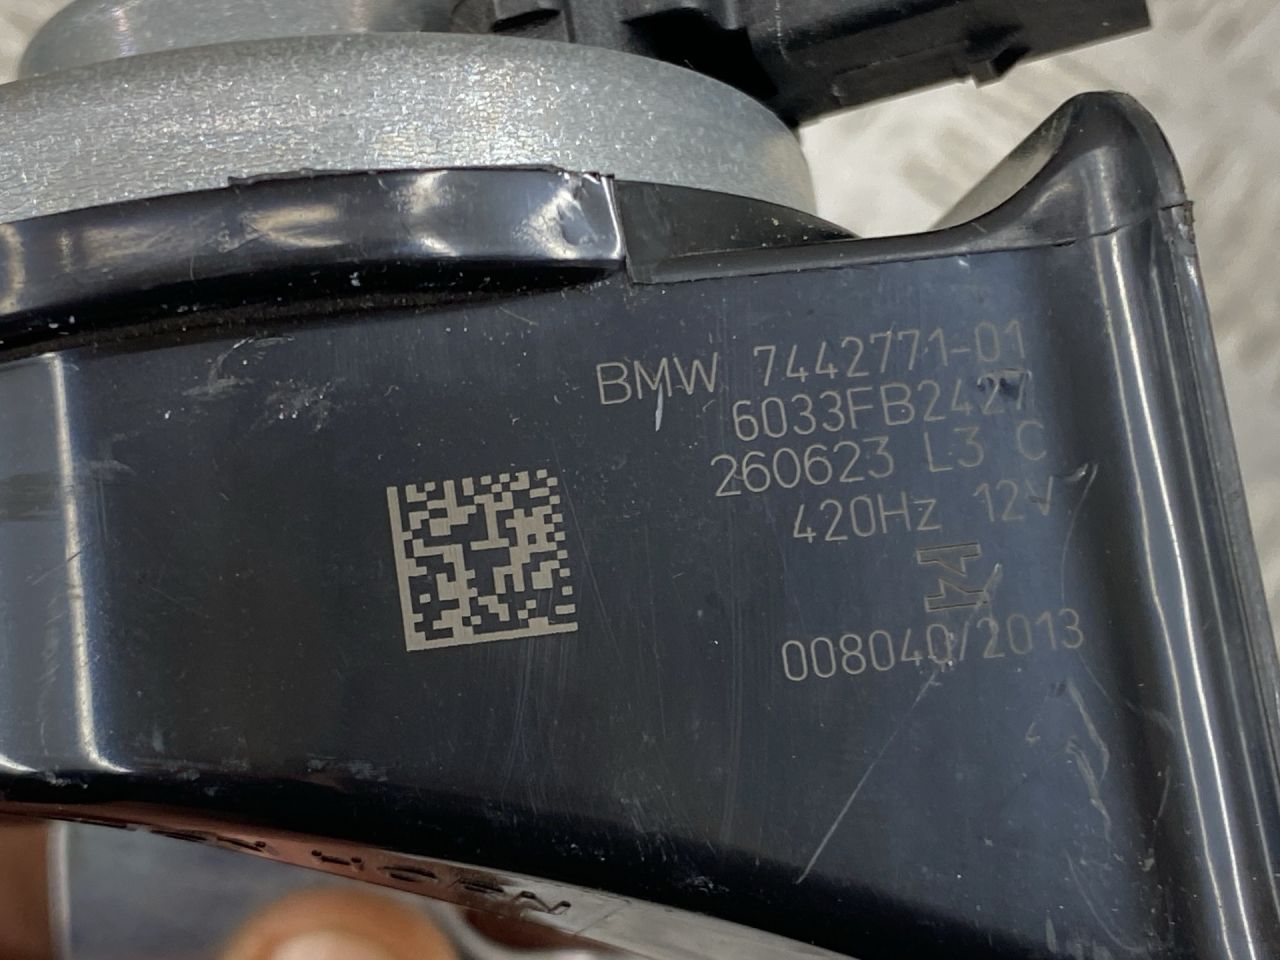 BMW 7442771-01
6033FB2427
260623 L3 C
420Hz 12V
008040/2013